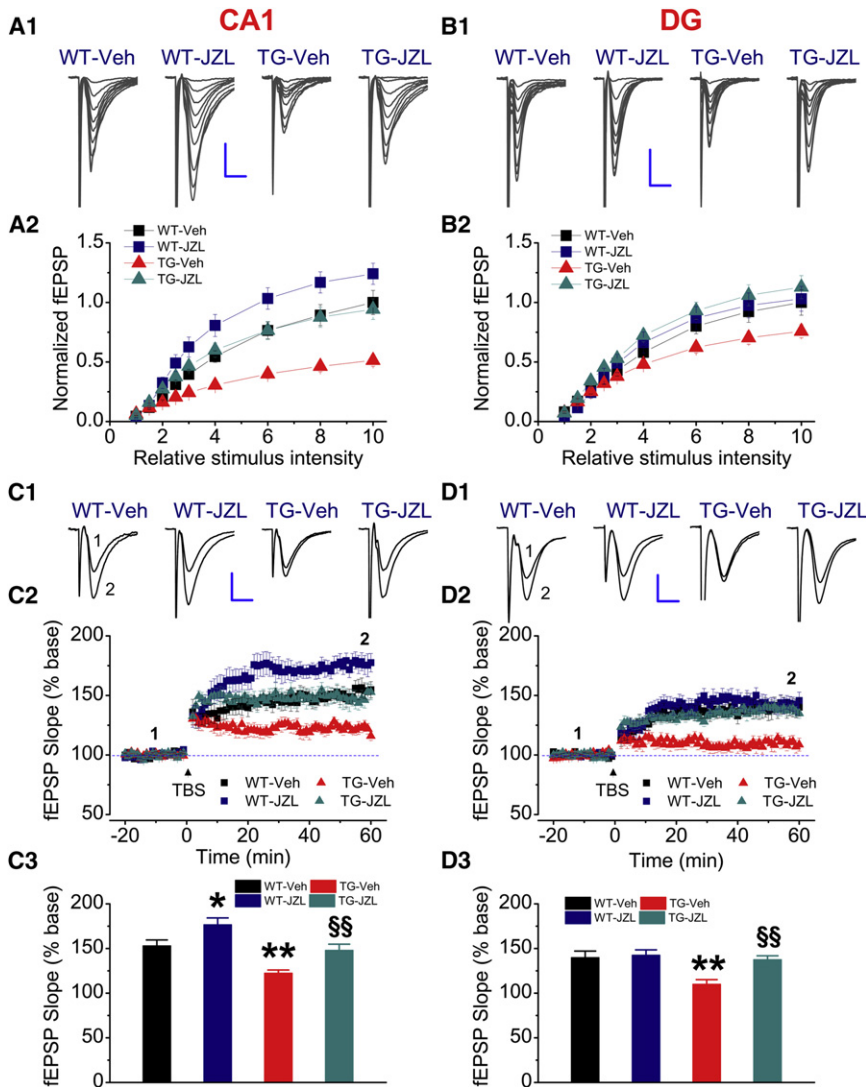 CA1
DG
A1
WT-Veh WT-JZL TG-Veh TG-JZL
B1
WT-Veh WT-JZL TG-Veh TG-JZL
A2
Normalized fEPSP
1.5
1.0
0.5
0.0
WT-Veh
WT-JZL
TG-Veh
TG-JZL
0 2 4 6 8 10
Relative stimulus intensity
B2
Normalized fEPSP
1.5
1.0
0.5
0.0
WT-Veh
WT-JZL
TG-Veh
TG-JZL
0 2 4 6 8 10
Relative stimulus intensity
C1
WT-Veh WT-JZL TG-Veh TG-JZL
1
2
D1
WT-Veh WT-JZL TG-Veh TG-JZL
1
2
C2
fEPSP Slope (% base)
200
150
100
50
1
2
TBS
WT-Veh TG-Veh
WT-JZL TG-JZL
-20 0 20 40 60
Time (min)
D2
fEPSP Slope (% base)
200
150
100
50
1
2
TBS
WT-Veh TG-Veh
WT-JZL TG-JZL
-20 0 20 40 60
Time (min)
C3
fEPSP Slope (% base)
200
150
100
50
0
WT-Veh TG-Veh
WT-JZL TG-JZL
*
**
§§
D3
fEPSP Slope (% base)
200
150
100
50
0
WT-Veh TG-Veh
WT-JZL TG-JZL
**
§§